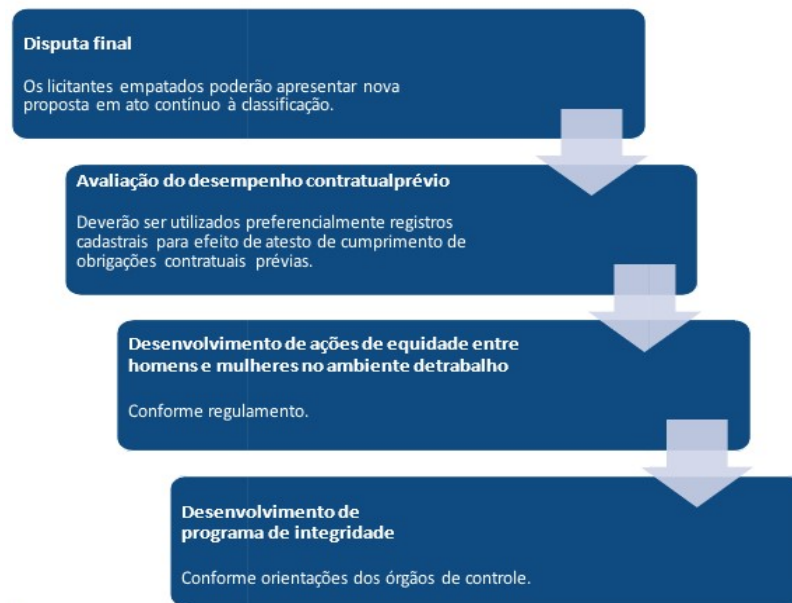 Disputa final
Os licitantes empatados poderão apresentar nova
proposta em ato contínuo à classificação.
Avaliação do desempenho contratualprévio
Deverão ser utilizados preferencialmente registros
cadastrais para efeito de atesto de cumprimento de
obrigações contratuais prévias.
Desenvolvimento de ações de equidade entre
homens e mulheres no ambiente detrabalho
Conforme regulamento.
Desenvolvimento de
programa de integridade
Conforme orientações dos órgãos de controle.